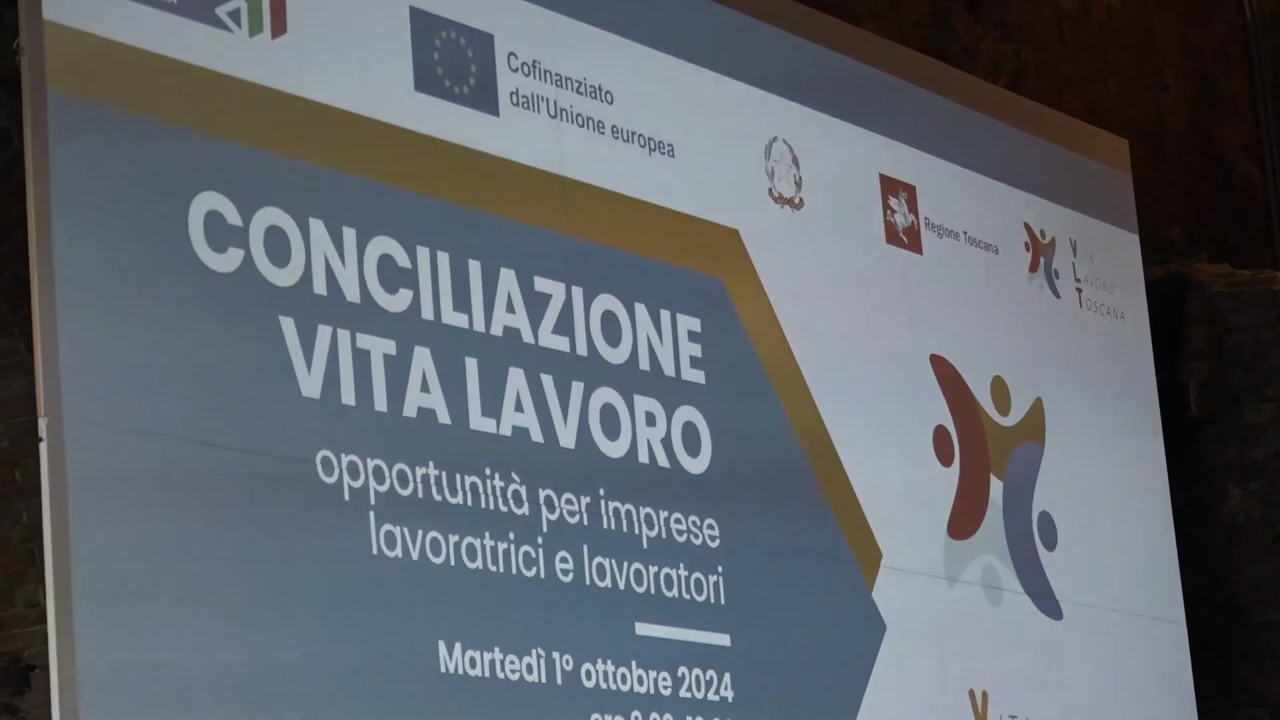 Cofinanziato
dall'Unione europea
Regione Toscana
VITA
LAVORO
TOSCANA
CONCILIAZIONE
VITA LAVORO
opportunità per imprese
lavoratrici e lavoratori
Martedì 1° ottobre 2024